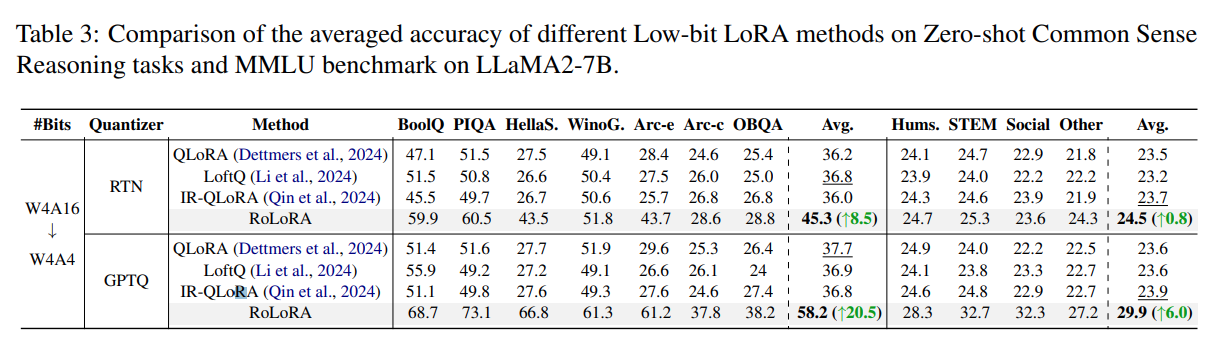 Table 3: Comparison of the averaged accuracy of different Low-bit LoRA methods on Zero-shot Common Sense
Reasoning tasks and MMLU benchmark on LLaMA2-7B.
#Bits Quantizer Method BoolQ PIQA HellaS. WinoG. Arc-e Arc-c OBQA Avg. Hums. STEM Social Other Avg.
W4A16
↓
W4A4
RTN
QLoRA (Dettmers et al., 2024) 47.1 51.5 27.5 49.1 28.4 24.6 25.4 36.2 24.1 24.7 22.9 21.8 23.5
LoftQ (Li et al., 2024) 51.5 50.8 26.6 50.4 27.5 26.0 25.0 36.8 23.9 24.0 22.2 22.2 23.2
IR-QLoRA (Qin et al., 2024) 45.5 49.7 26.7 50.6 25.7 26.8 26.8 36.0 24.3 24.6 23.9 21.9 23.7
RoLoRA 59.9 60.5 43.5 51.8 43.7 28.6 28.8 45.3 (↑8.5) 24.7 25.3 23.6 24.3 24.5 (↑0.8)
GPTQ
QLoRA (Dettmers et al., 2024) 51.4 51.6 27.7 51.9 29.6 25.3 26.4 37.7 24.9 24.0 22.2 22.5 23.6
LoftQ (Li et al., 2024) 55.9 49.2 27.2 49.1 26.6 26.1 24 36.9 24.1 23.8 23.3 22.7 23.6
IR-QLoRA (Qin et al., 2024) 51.1 49.8 27.6 49.3 27.6 24.6 27.4 36.8 24.6 24.8 22.9 22.7 23.9
RoLoRA 68.7 73.1 66.8 61.3 61.2 37.8 38.2 58.2 (↑20.5) 28.3 32.7 32.3 27.2 29.9 (↑6.0)